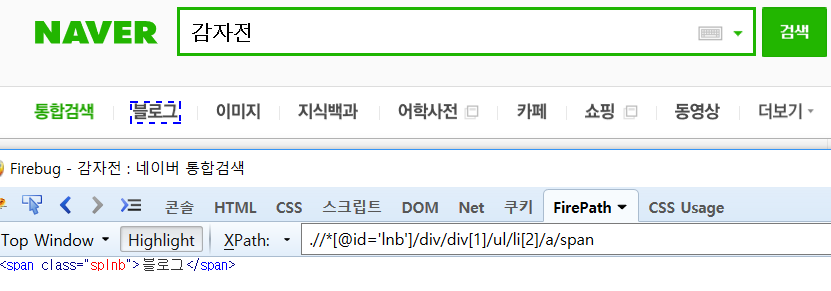 NAVER 감자전 검색
통합검색 블로그 이미지 지식백과 어학사전 카페 쇼핑 동영상 더보기
Firebug - 감자전 : 네이버 통합검색
콘솔 HTML CSS 스크립트 DOM Net 쿠키 FirePath CSS Usage
Top Window Highlight XPath: .//*[@id='lnb']/div/div[1]/ul/li[2]/a/span
<span class="splnb">블로그</span>